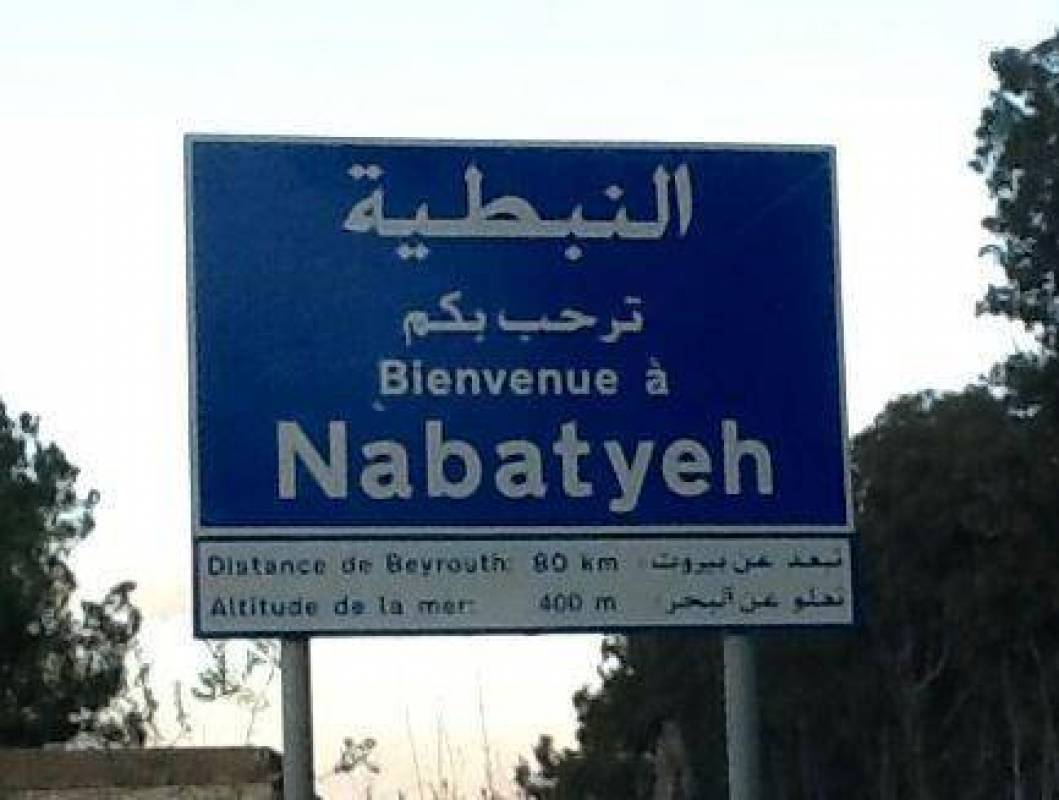 النبطية
ترحب بكم
Bienvenue à
Nabatyeh
Distance de Beyrouth: 80 km تبعد عن بيروت:
Altitude de la mer: 400 m تعلو عن البحر: